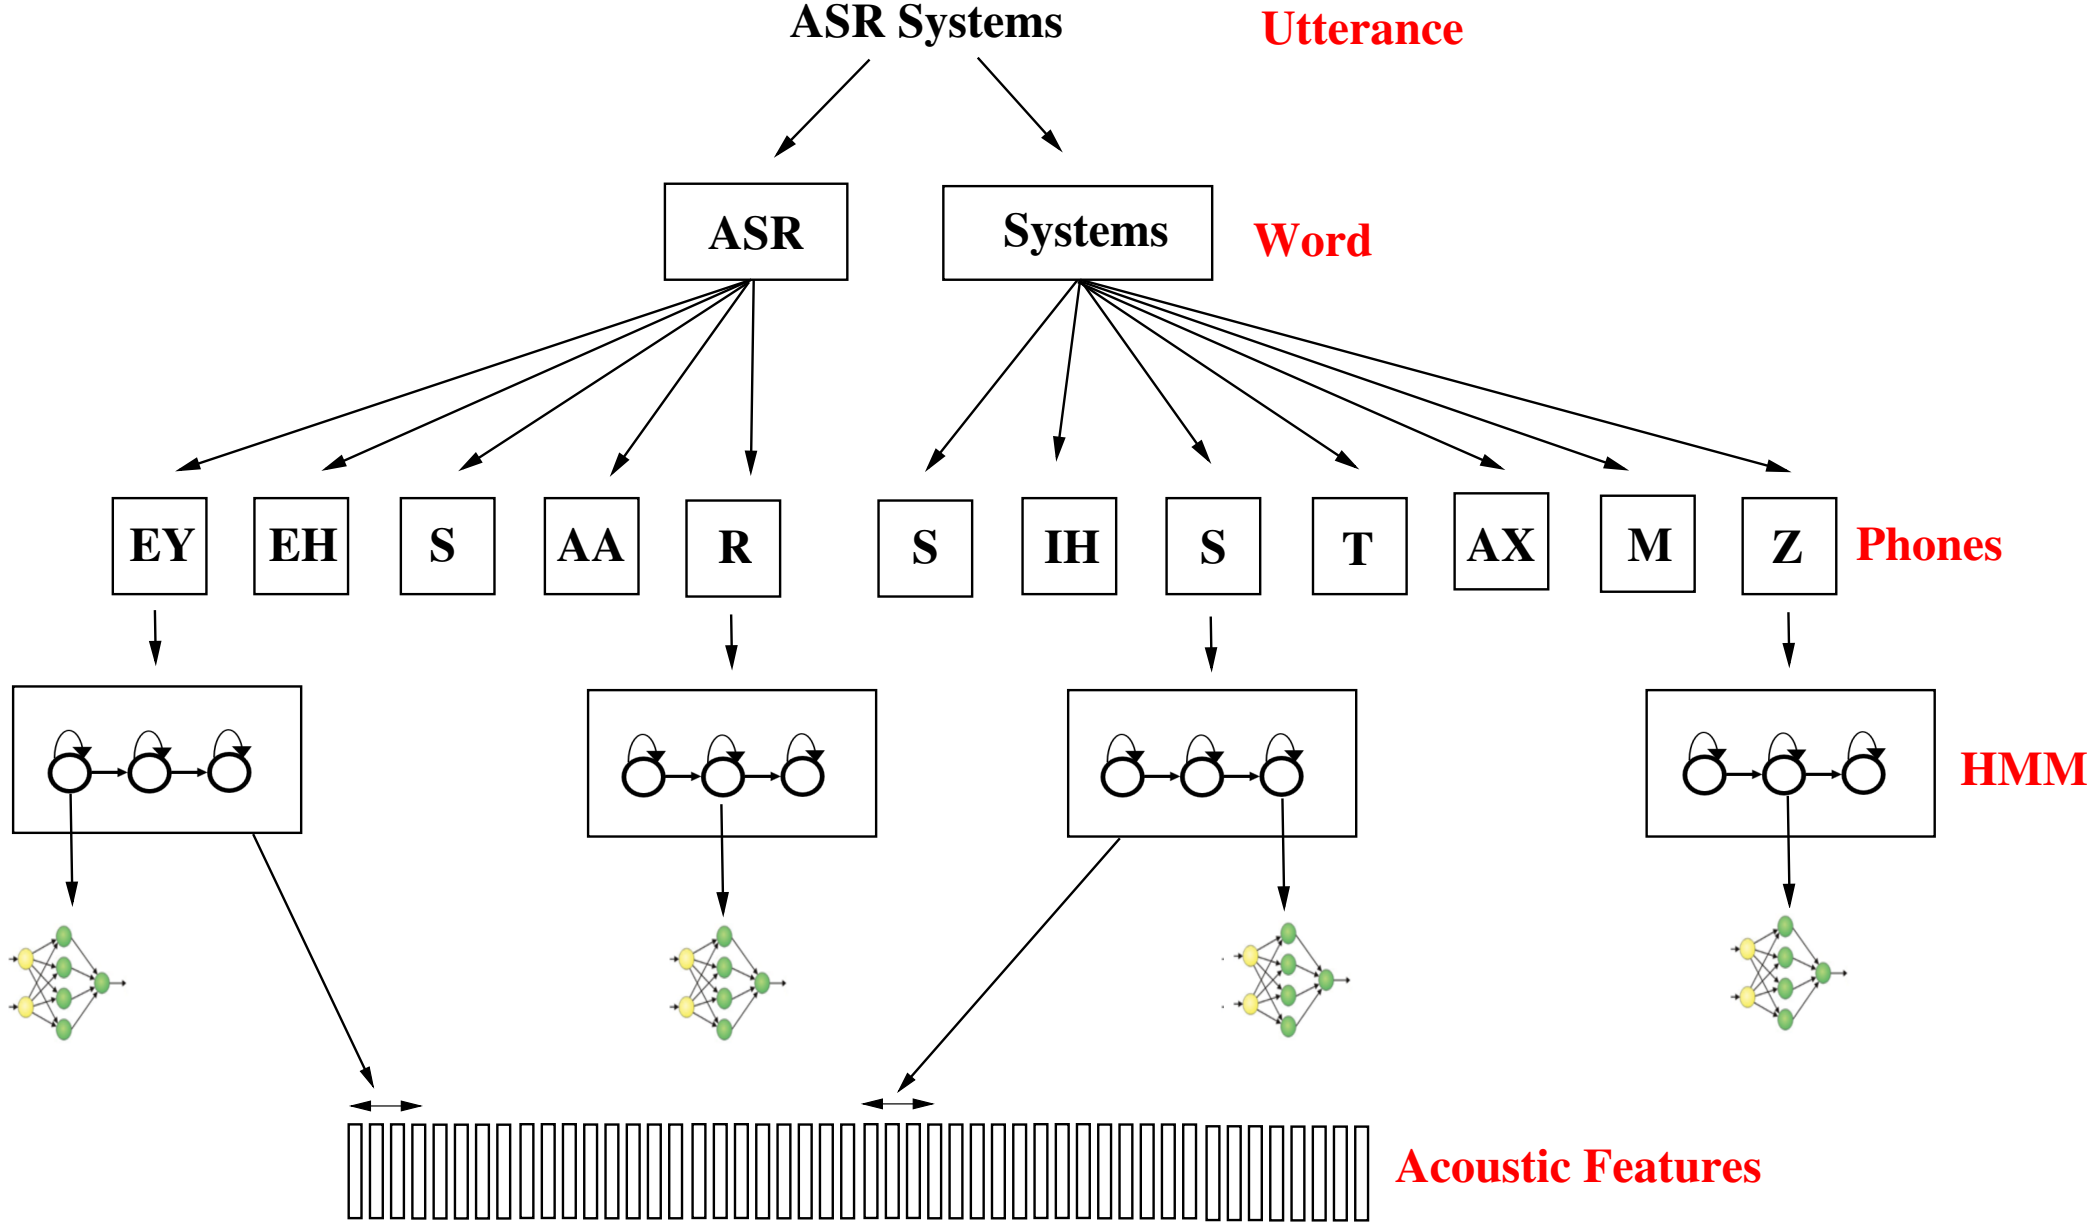 ASR Systems
Utterance
ASR
Systems
Word
EY
EH
S
AA
R
S
IH
S
T
AX
M
Z
Phones
HMM
Acoustic Features